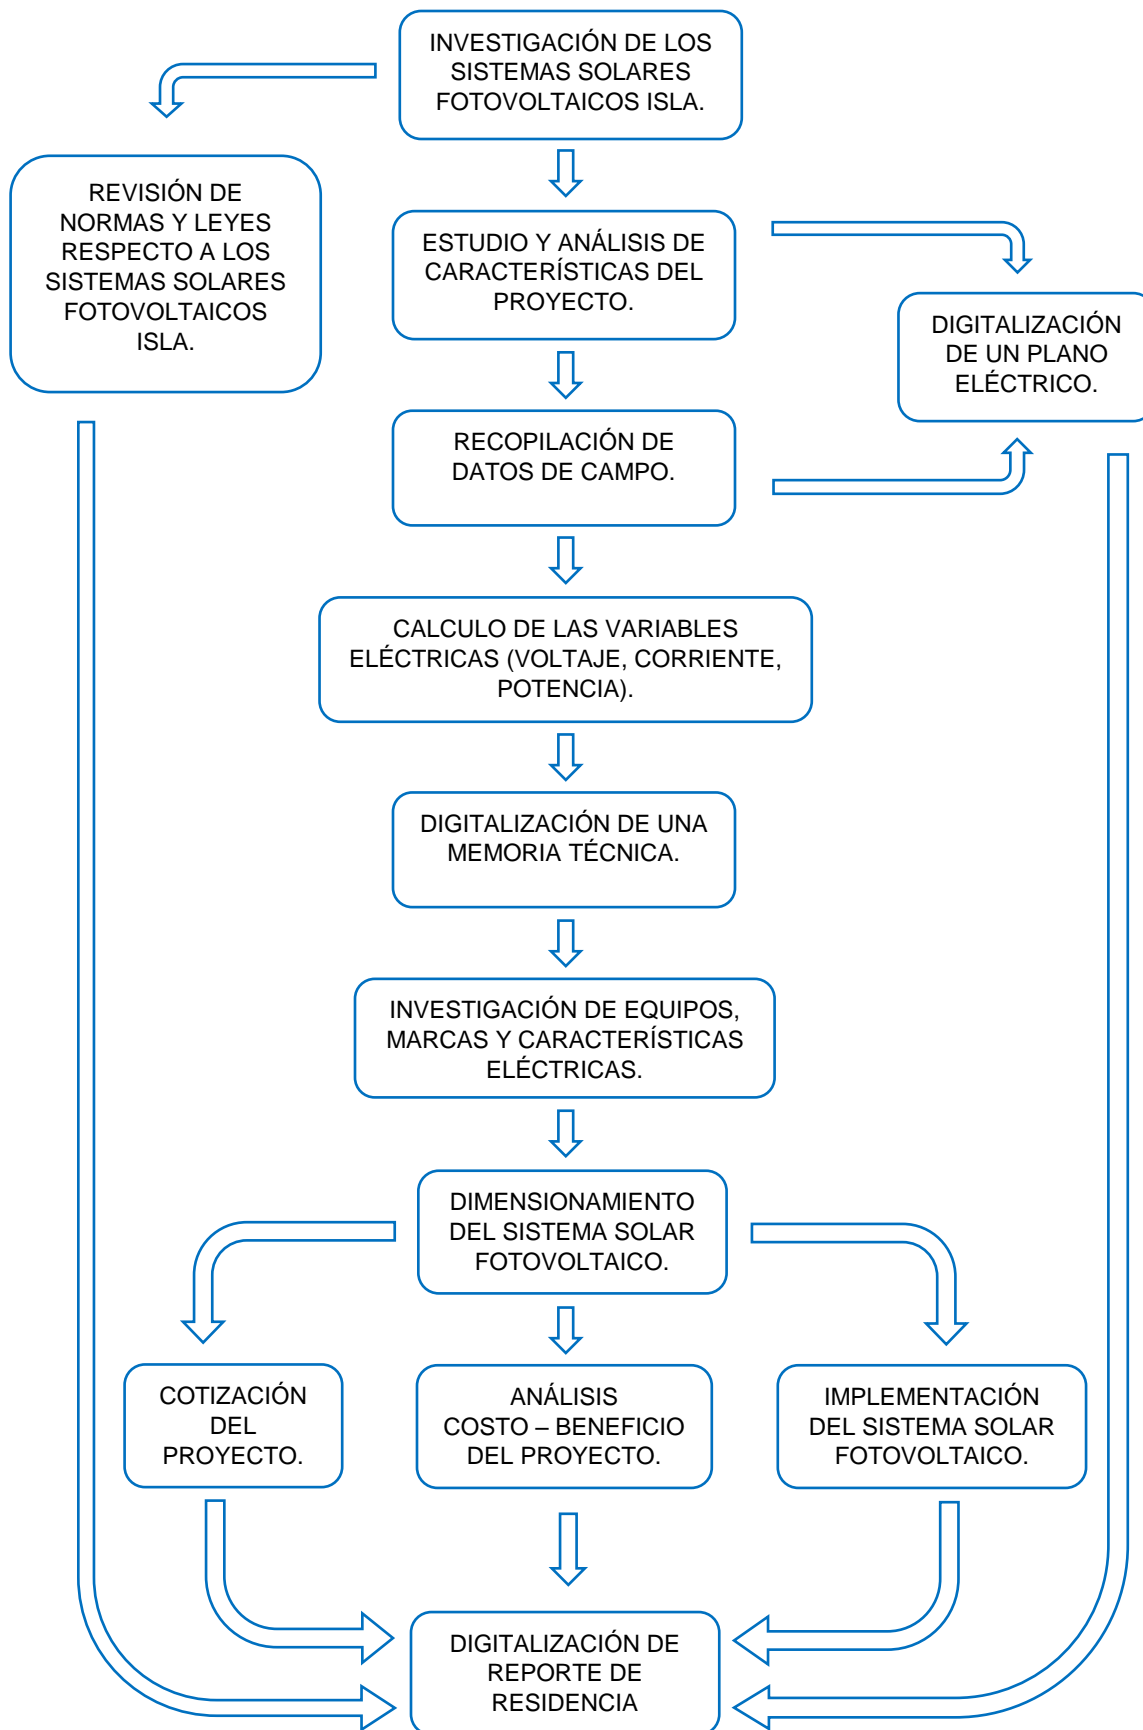 INVESTIGACIÓN DE LOS
SISTEMAS SOLARES
FOTOVOLTAICOS ISLA.
REVISIÓN DE
NORMAS Y LEYES
RESPECTO A LOS
SISTEMAS SOLARES
FOTOVOLTAICOS
ISLA.
ESTUDIO Y ANÁLISIS DE
CARACTERÍSTICAS DEL
PROYECTO.
DIGITALIZACIÓN
DE UN PLANO
ELÉCTRICO.
RECOPILACIÓN DE
DATOS DE CAMPO.
CALCULO DE LAS VARIABLES
ELÉCTRICAS (VOLTAJE, CORRIENTE,
POTENCIA).
DIGITALIZACIÓN DE UNA
MEMORIA TÉCNICA.
INVESTIGACIÓN DE EQUIPOS,
MARCAS Y CARACTERÍSTICAS
ELÉCTRICAS.
DIMENSIONAMIENTO
DEL SISTEMA SOLAR
FOTOVOLTAICO.
COTIZACIÓN
DEL
PROYECTO.
ANÁLISIS
COSTO – BENEFICIO
DEL PROYECTO.
IMPLEMENTACIÓN
DEL SISTEMA SOLAR
FOTOVOLTAICO.
DIGITALIZACIÓN DE
REPORTE DE
RESIDENCIA